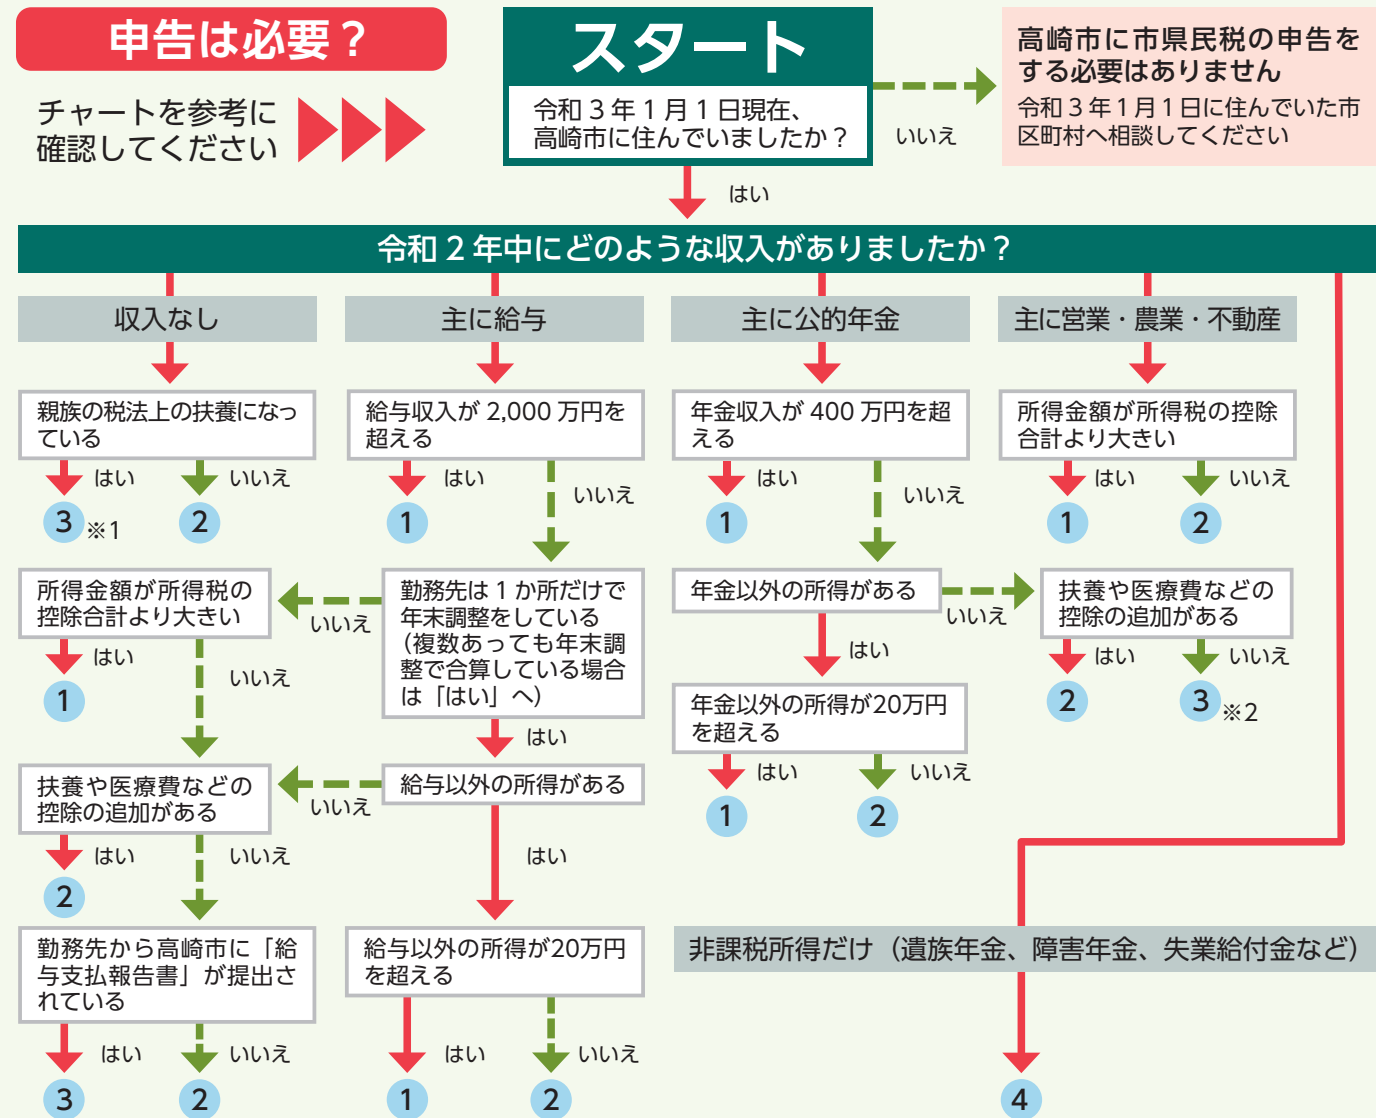 申告は必要？
チャートを参考に
確認してください
スタート
令和３年１月１日現在、
高崎市に住んでいましたか？
いいえ
高崎市に市県民税の申告を
する必要はありません
令和３年１月１日に住んでいた市
区町村へ相談してください
はい
令和２年中にどのような収入がありましたか？
収入なし
主に給与
主に公的年金
主に営業・農業・不動産
親族の税法上の扶養になっ
ている
はい
いいえ
3 ※1
2
給与収入が 2,000 万円を
超える
はい
いいえ
1
年金収入が 400 万円を超
える
はい
いいえ
1
所得金額が所得税の控除
合計より大きい
はい
いいえ
1
2
所得金額が所得税の
控除合計より大きい
はい
いいえ
1
いいえ
勤務先は１か所だけで
年末調整をしている
（複数あっても年末調
整で合算している場合
は「はい」へ）
はい
年金以外の所得がある
いいえ
はい
扶養や医療費などの
控除の追加がある
はい
いいえ
2
3 ※2
年金以外の所得が20万円
を超える
はい
いいえ
1
2
扶養や医療費などの
控除の追加がある
はい
いいえ
2
いいえ
給与以外の所得がある
はい
勤務先から高崎市に「給
与支払報告書」が提出さ
れている
はい
いいえ
3
2
給与以外の所得が20万円
を超える
はい
いいえ
1
2
非課税所得だけ（遺族年金、障害年金、失業給付金など）
4